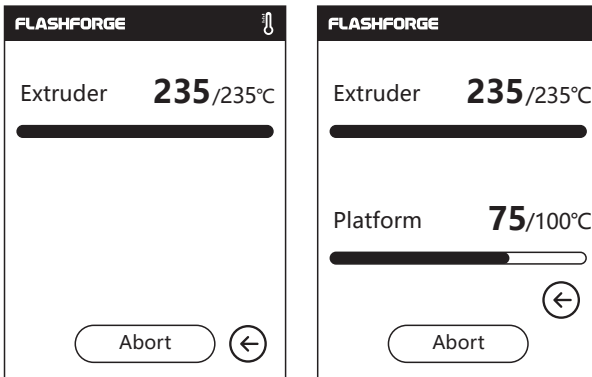 FLASHFORGE
Extruder 235/235℃
Abort
FLASHFORGE
Extruder 235/235℃
Platform 75/100℃
Abort